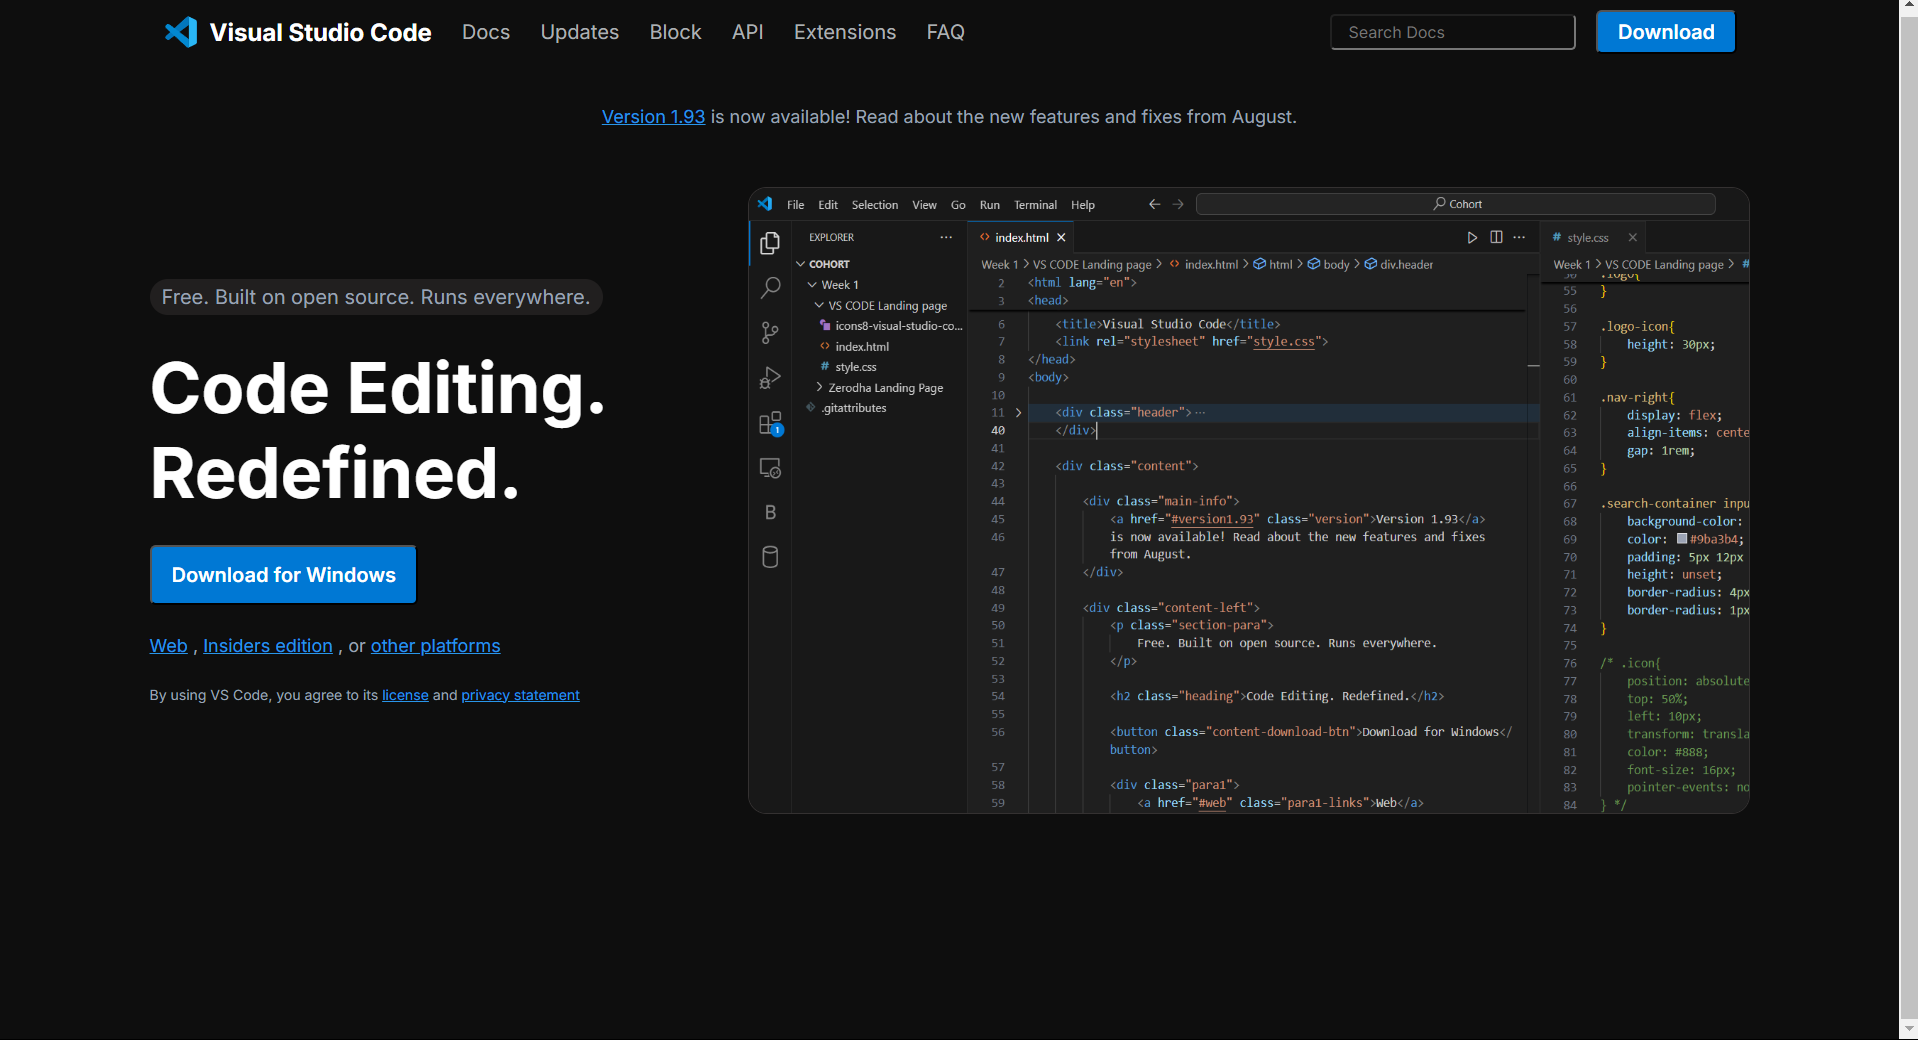 Visual Studio Code Docs Updates Block API Extensions FAQ Search Docs Download
Version 1.93 is now available! Read about the new features and fixes from August.
Free. Built on open source. Runs everywhere.
Code Editing.
Redefined.
Download for Windows
Web , Insiders edition , or other platforms
By using VS Code, you agree to its license and privacy statement
File Edit Selection View Go Run Terminal Help Cohort
EXPLORER
COHORT
Week 1
VS CODE Landing page
icons8-visual-studio-co...
index.html
style.css
Zerodha Landing Page
.gitattributes
1
B
index.html
Week 1 > VS CODE Landing page > index.html > html > body > div.header
2 <html lang="en">
3 <head>
6 <title>Visual Studio Code</title>
7 <link rel="stylesheet" href="style.css">
8 </head>
9 <body>
10
11 <div class="header"> ...
40 </div>
41
42 <div class="content">
43
44 <div class="main-info">
45 <a href="#version1.93" class="version">Version 1.93</a>
46 is now available! Read about the new features and fixes
from August.
47 </div>
48
49 <div class="content-left">
50 <p class="section-para">
51 Free. Built on open source. Runs everywhere.
52 </p>
53
54 <h2 class="heading">Code Editing. Redefined.</h2>
55
56 <button class="content-download-btn">Download for Windows</
button>
57
58 <div class="para1">
59 <a href="#web" class="para1-links">Web</a>
# style.css
Week 1 > VS CODE Landing page > #
.logo{
55 }
56
57 .logo-icon{
58 height: 30px;
59 }
60
61 .nav-right{
62 display: flex;
63 align-items: cente
64 gap: 1rem;
65 }
66
67 .search-container inpu
68 background-color:
69 color: #9ba3b4;
70 padding: 5px 12px
71 height: unset;
72 border-radius: 4px
73 border-radius: 1px
74 }
75
76 /* .icon{
77 position: absolute
78 top: 50%;
79 left: 10px;
80 transform: transla
81 color: #888;
82 font-size: 16px;
83 pointer-events: no
84 } */